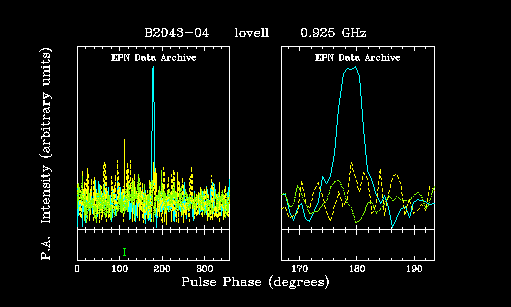 B2043-04 lovell 0.925 GHz
EPN Data Archive EPN Data Archive
P.A. Intensity (arbitrary units)
0 100 200 300 170 180 190
Pulse Phase (degrees)